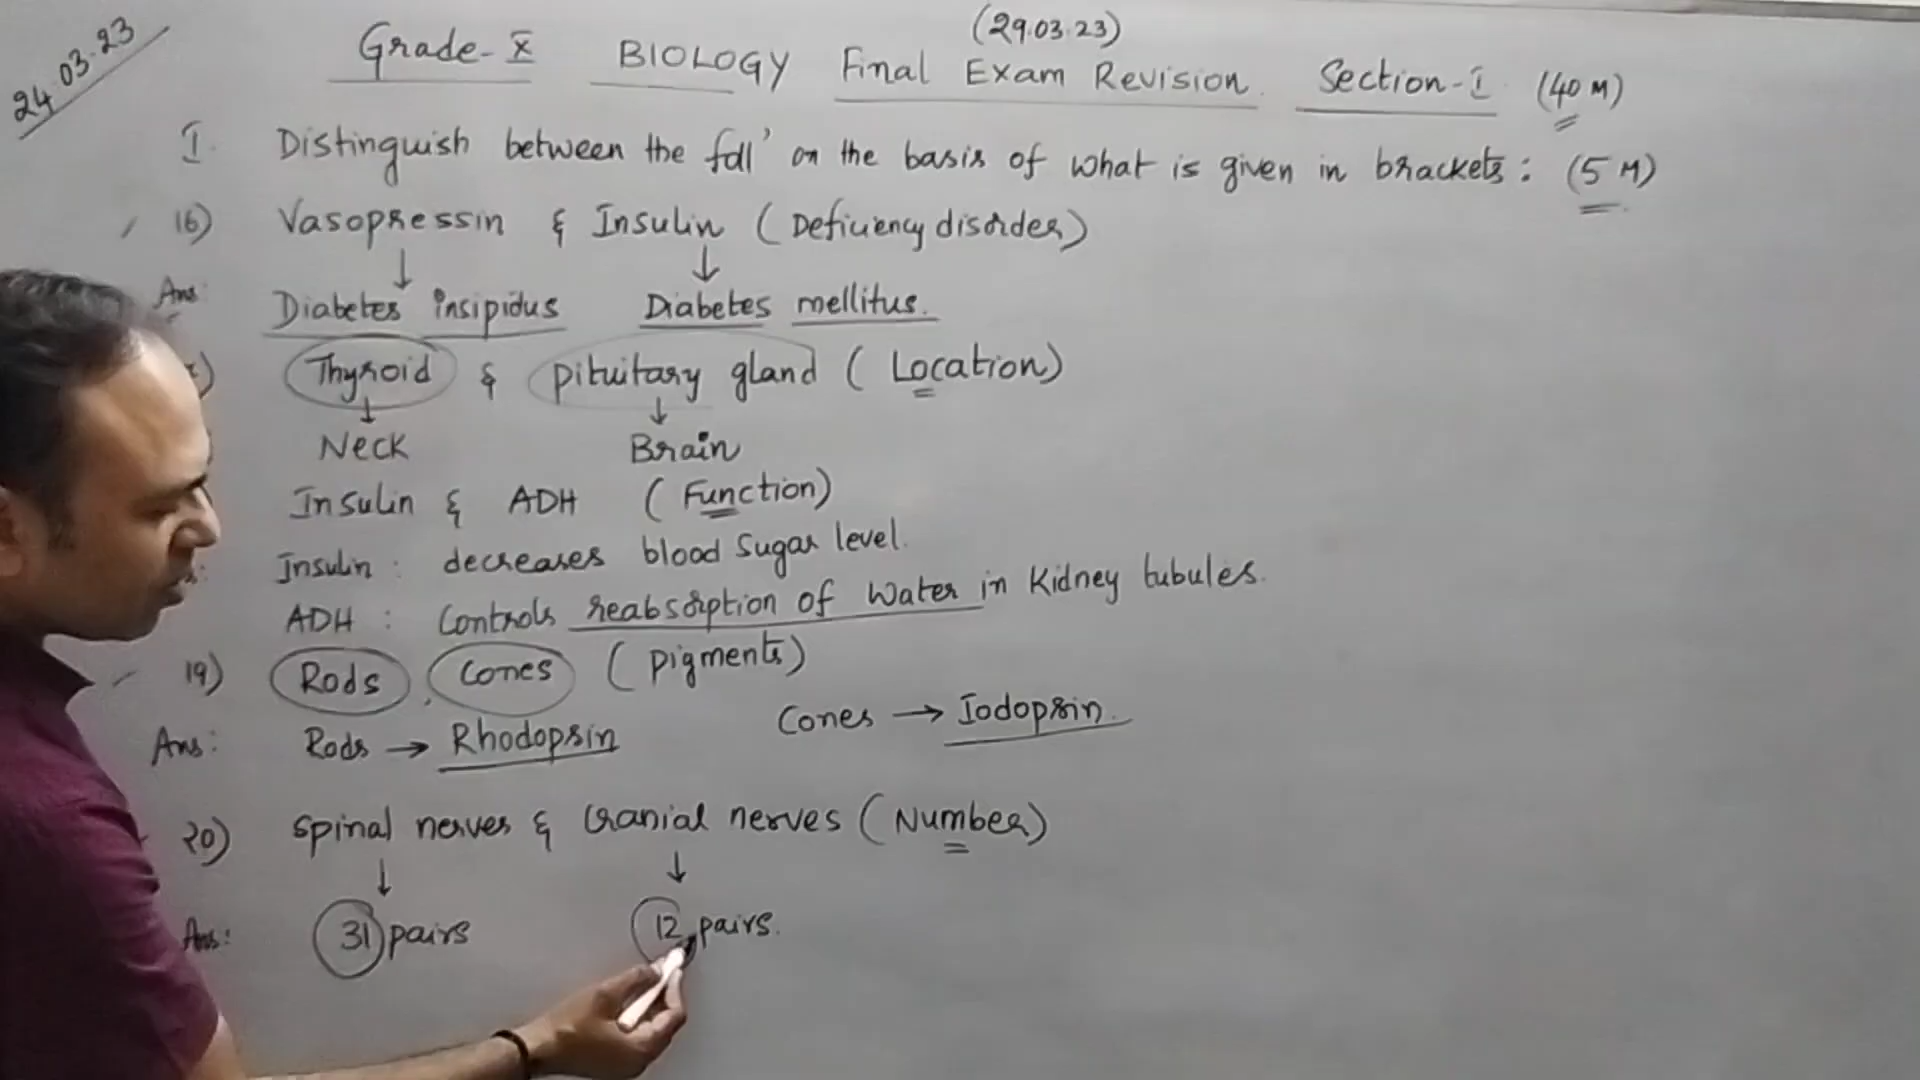 24.03.23
(29.03.23)
Grade-X BIOLOGY Final Exam Revision. Section-I (40 M)
I. Distinguish between the foll' on the basis of what is given in brackets: (5 M)
16) Vasopressin & Insulin (Deficiency disorder)
Ans: Diabetes insipidus Diabetes mellitus.
Thyroid & pituitary gland (Location)
Neck Brain
Insulin & ADH (Function)
Insulin: decreases blood sugar level.
ADH: Controls reabsorption of water in kidney tubules.
19) Rods, Cones (pigments)
Ans: Rods → Rhodopsin Cones → Iodopsin.
20) spinal nerves & cranial nerves (Number)
Ans: 31 pairs 12 pairs.